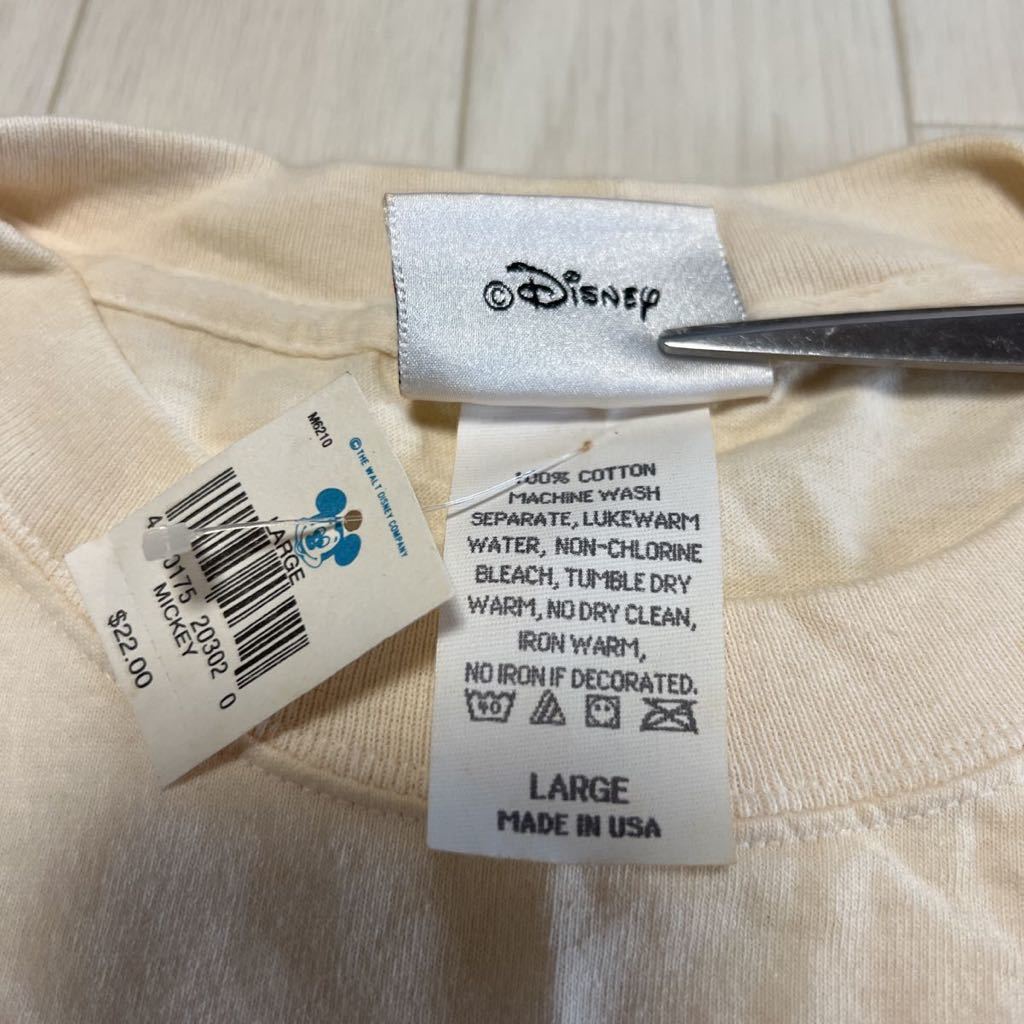 ©Disney
100% COTTON
MACHINE WASH
SEPARATE, LUKEWARM
WATER, NON-CHLORINE
BLEACH, TUMBLE DRY
WARM, NO DRY CLEAN,
IRON WARM,
NO IRON IF DECORATED.
40
LARGE
MADE IN USA
M6210
©THE WALT DISNEY COMPANY
LARGE
20302 0
MICKEY
$22.00